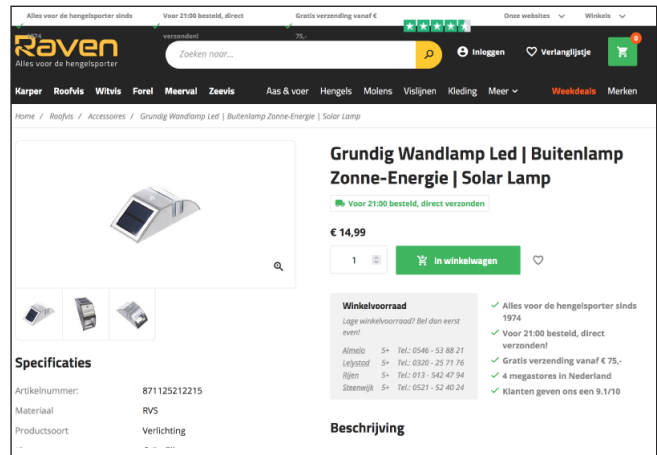 Alles voor de hengelsporter sinds 1974
Voor 21:00 besteld, direct verzonden!
Gratis verzending vanaf € 75,-
Onze websites
Winkels
Raven
Alles voor de hengelsporter
Zoeken naar...
Inloggen
Verlanglijstje
0
Karper Roofvis Witvis Forel Meerval Zeevis Aas & voer Hengels Molens Vislijnen Kleding Meer Weekdeals Merken
Home / Roofvis / Accessoires / Grundig Wandlamp Led | Buitenlamp Zonne-Energie | Solar Lamp
Grundig Wandlamp Led | Buitenlamp
Zonne-Energie | Solar Lamp
Voor 21:00 besteld, direct verzonden
€ 14,99
1
In winkelwagen
Winkelvoorraad
Lage winkelvoorraad? Bel dan eerst
even!
Almelo 5+ Tel.: 0546 - 53 88 21
Lelystad 5+ Tel.: 0320 - 25 71 76
Rijen 5+ Tel.: 013 - 542 47 94
Steenwijk 5+ Tel.: 0521 - 52 40 24
Alles voor de hengelsporter sinds
1974
Voor 21:00 besteld, direct
verzonden!
Gratis verzending vanaf € 75,-
4 megastores in Nederland
Klanten geven ons een 9.1/10
Specificaties
Artikelnummer: 871125212215
Materiaal RVS
Productsoort Verlichting
Beschrijving